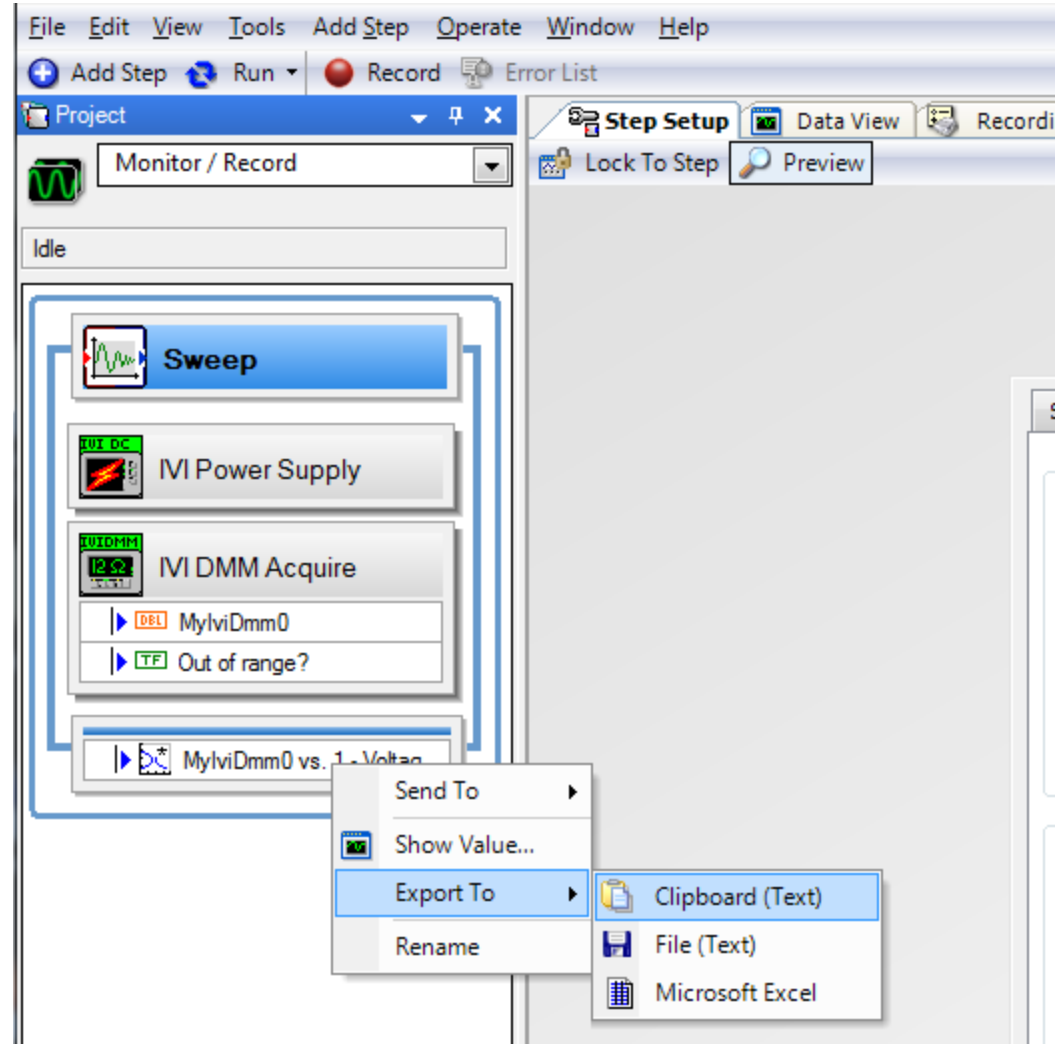 File Edit View Tools Add Step Operate Window Help
Add Step Run Record Error List
Project
Step Setup Data View Recordi
Monitor / Record
Lock To Step Preview
Idle
Sweep
IVI DC
IVI Power Supply
IVIDMM
12 Ω
IVI DMM Acquire
DBL MyIviDmm0
TF Out of range?
MyIviDmm0 vs. 1 - Voltag
Send To
Show Value...
Export To
Clipboard (Text)
Rename
File (Text)
Microsoft Excel